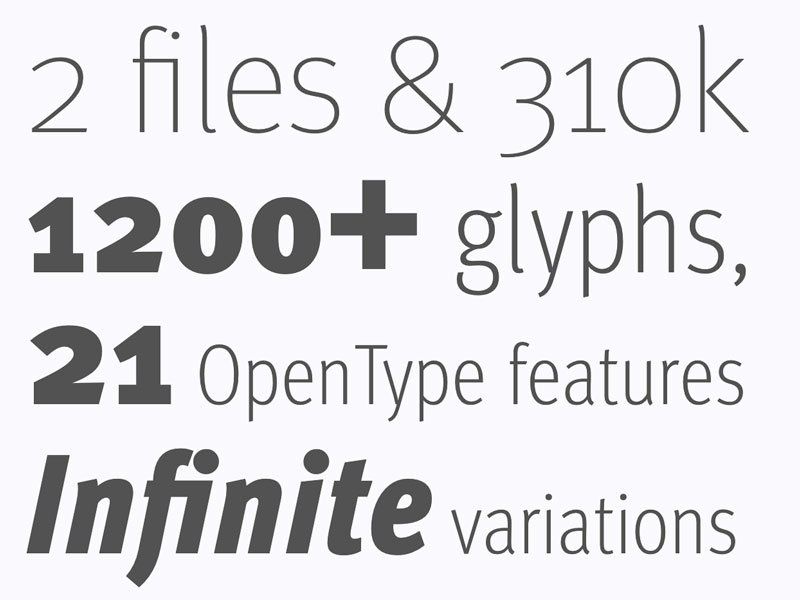 2 files & 310k
1200+ glyphs,
21 OpenType features
Infinite variations